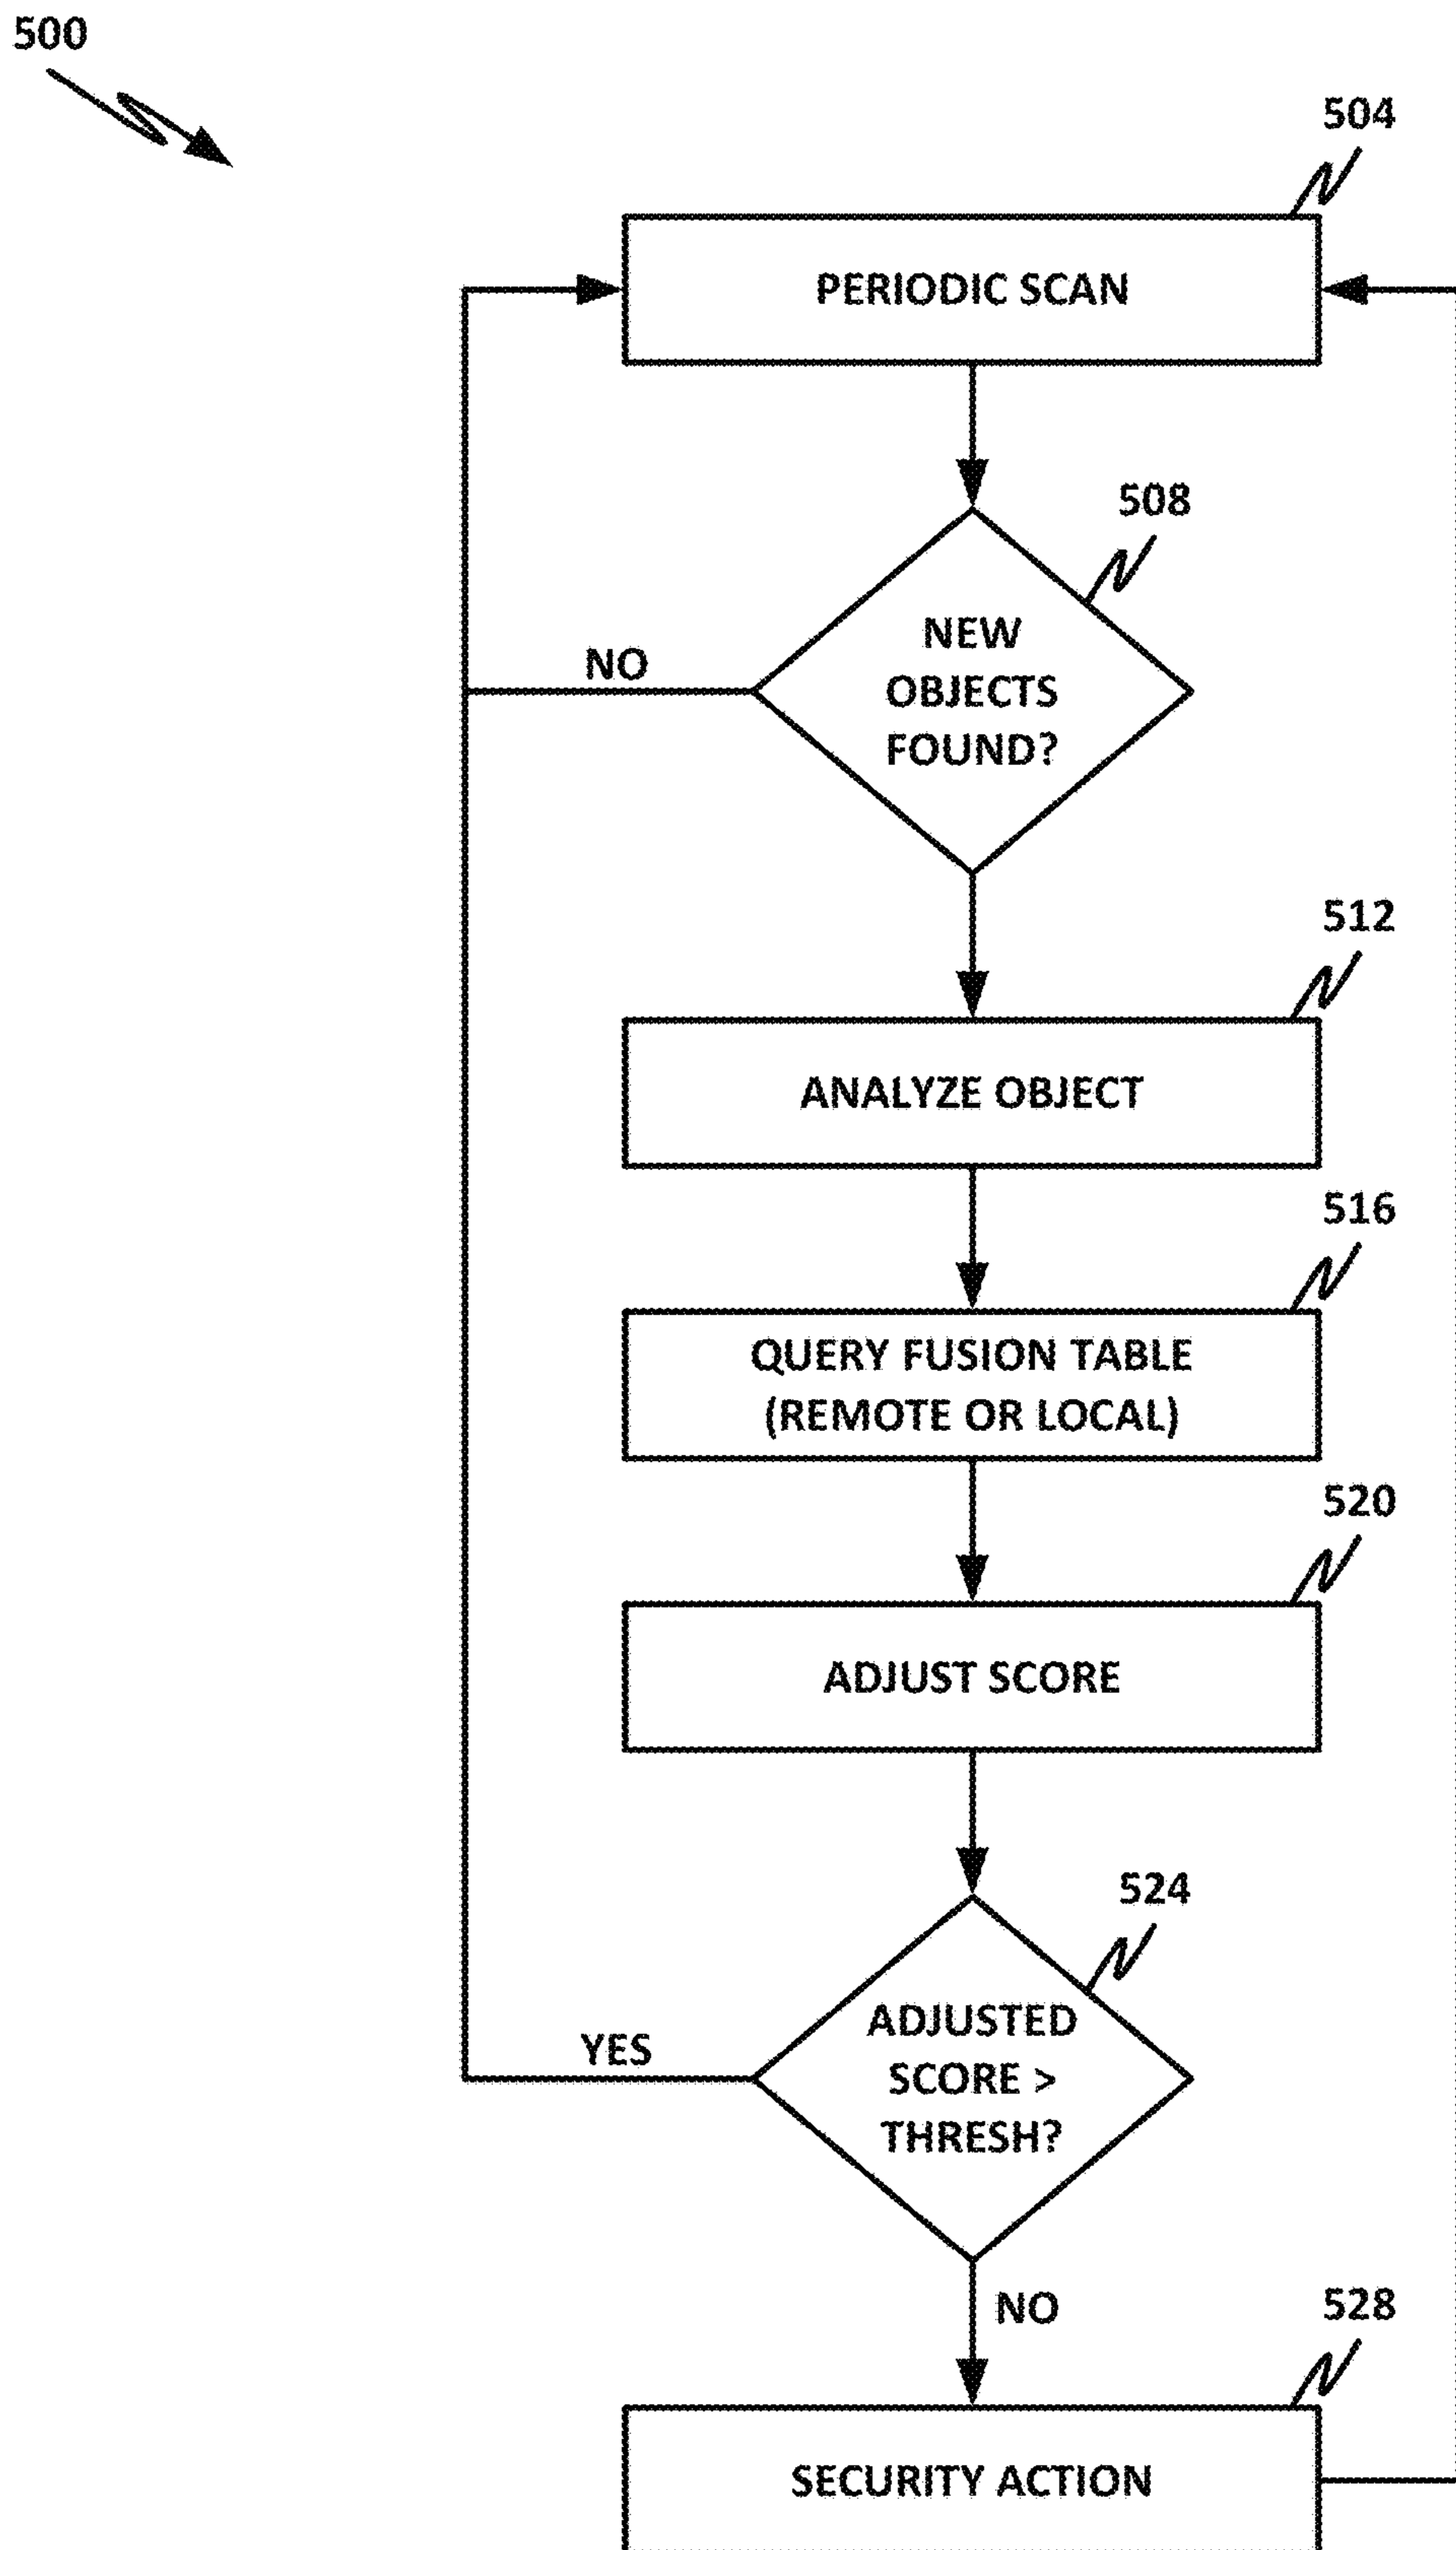 500
504
PERIODIC SCAN
508
NEW
OBJECTS
FOUND?
NO
512
ANALYZE OBJECT
516
QUERY FUSION TABLE
(REMOTE OR LOCAL)
520
ADJUST SCORE
524
ADJUSTED
SCORE >
THRESH?
YES
NO
528
SECURITY ACTION